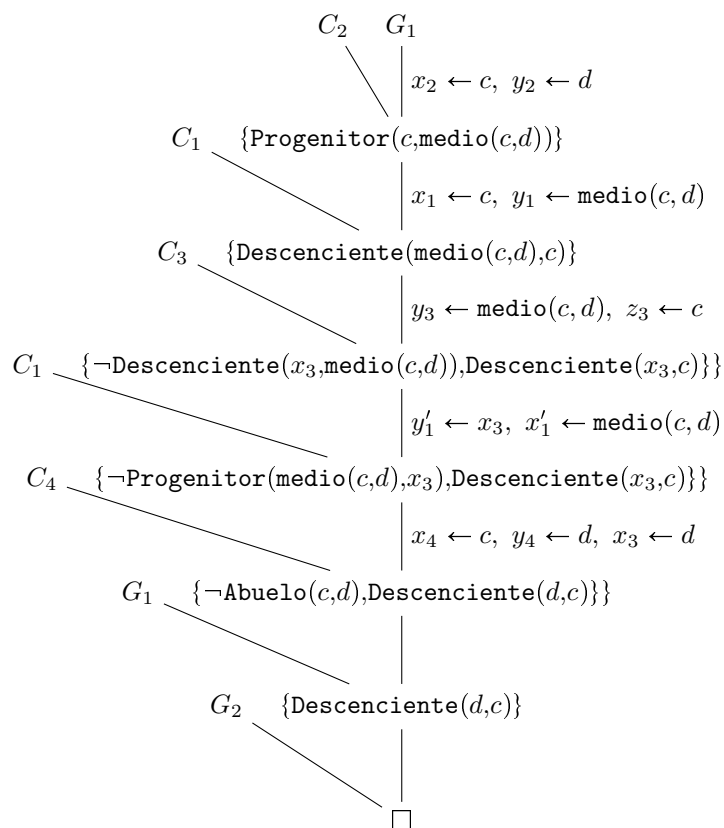 C₂ G₁
x₂ ← c, y₂ ← d
C₁ {Progenitor(c,medio(c,d))}
x₁ ← c, y₁ ← medio(c, d)
C₃ {Descenciente(medio(c,d),c)}
y₃ ← medio(c, d), z₃ ← c
C₁ {¬Descenciente(x₃,medio(c,d)),Descenciente(x₃,c)}}
y′₁ ← x₃, x′₁ ← medio(c, d)
C₄ {¬Progenitor(medio(c,d),x₃),Descenciente(x₃,c)}}
x₄ ← c, y₄ ← d, x₃ ← d
G₁ {¬Abuelo(c,d),Descenciente(d,c)}}
G₂ {Descenciente(d,c)}
□